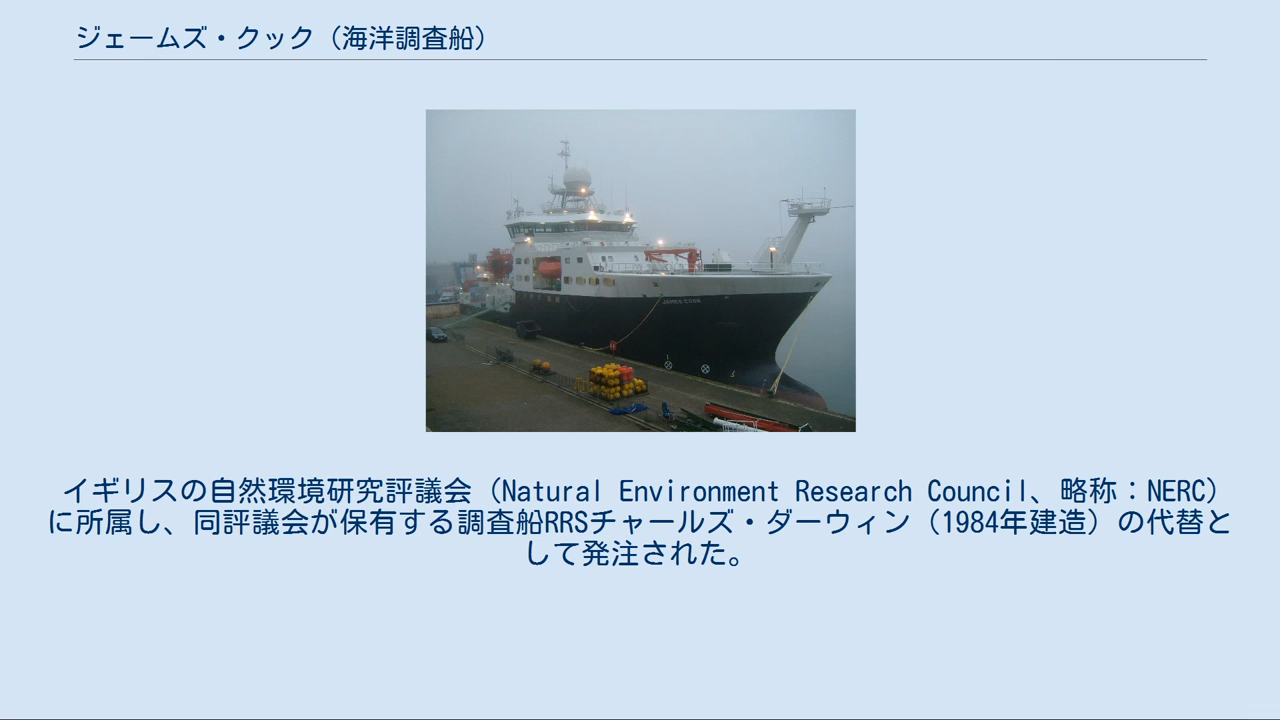 ジェームズ・クック（海洋調査船）
JAMES COOK
イギリスの自然環境研究評議会（Natural Environment Research Council、略称：NERC）
に所属し、同評議会が保有する調査船RRSチャールズ・ダーウィン（1984年建造）の代替と
して発注された。